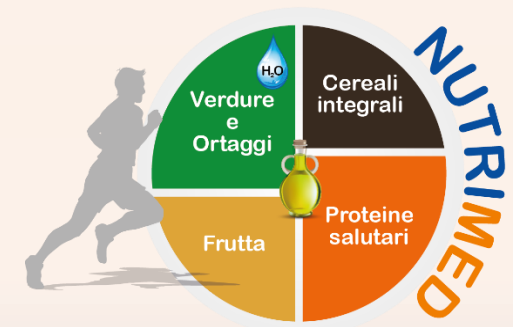 H₂O
Verdure
e
Ortaggi
Cereali
integrali
Frutta
Proteine
salutari
NUTRIMED